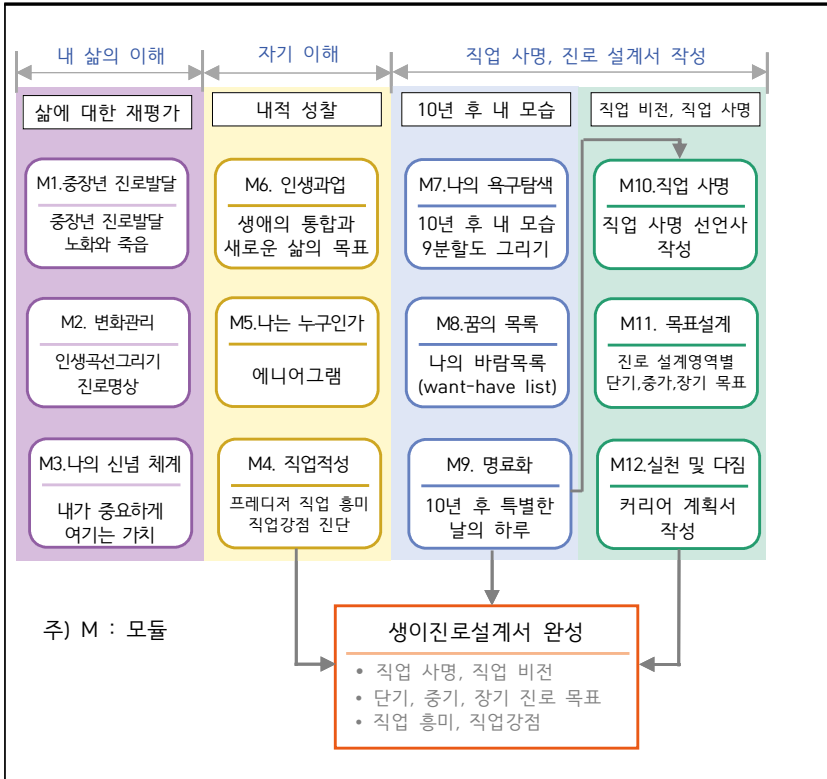 내 삶의 이해
자기 이해
직업 사명, 진로 설계서 작성
삶에 대한 재평가
내적 성찰
10년 후 내 모습
직업 비전, 직업 사명
M1.중장년 진로발달
중장년 진로발달
노화와 죽읍
M6. 인생과업
생애의 통합과
새로운 삶의 목표
M7.나의 욕구탐색
10년 후 내 모습
9분할도 그리기
M10.직업 사명
직업 사명 선언사
작성
M2. 변화관리
인생곡선그리기
진로명상
M5.나는 누구인가
에니어그램
M8.꿈의 목록
나의 바람목록
(want-have list)
M11. 목표설계
진로 설계영역별
단기,중가,장기 목표
M3.나의 신념 체계
내가 중요하게
여기는 가치
M4. 직업적성
프레디저 직업 흥미
직업강점 진단
M9. 명료화
10년 후 특별한
날의 하루
M12.실천 및 다짐
커리어 계획서
작성
주) M : 모듈
생이진로설계서 완성
• 직업 사명, 직업 비전
• 단기, 중기, 장기 진로 목표
• 직업 흥미, 직업강점